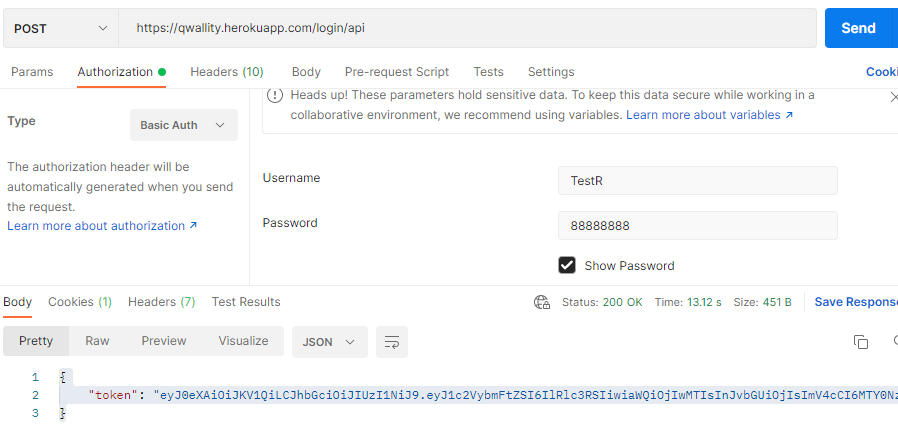 POST https://qwallity.herokuapp.com/login/api Send
Params Authorization Headers (10) Body Pre-request Script Tests Settings Cooki
Type Basic Auth
Heads up! These parameters hold sensitive data. To keep this data secure while working in a
collaborative environment, we recommend using variables. Learn more about variables ↗
The authorization header will be
automatically generated when you send
the request.
Learn more about authorization ↗
Username TestR
Password 88888888
Show Password
Body Cookies (1) Headers (7) Test Results Status: 200 OK Time: 13.12 s Size: 451 B Save Response
Pretty Raw Preview Visualize JSON
1 {
2 "token": "eyJ0eXAiOiJKV1QiLCJhbGciOiJIUzI1NiJ9.eyJ1c2VybmFtZSI6IlRlc3RSIiwiaWQiOjIwMTIsInJvbGUiOjIsImV4cCI6MTY0Nz
3 }